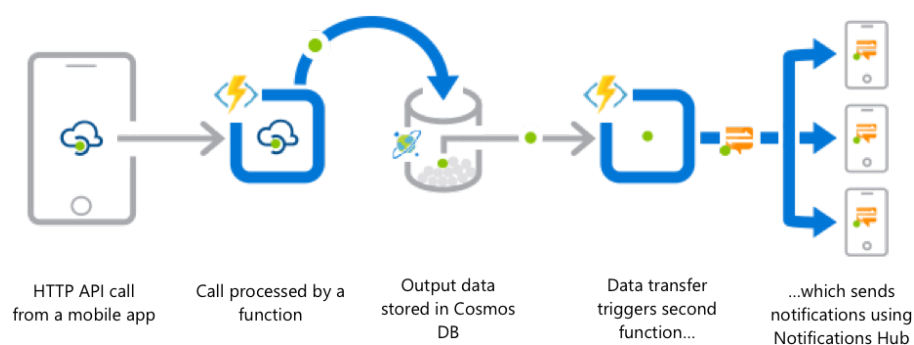 HTTP API call
from a mobile app
Call processed by a
function
Output data
stored in Cosmos
DB
Data transfer
triggers second
function...
...which sends
notifications using
Notifications Hub